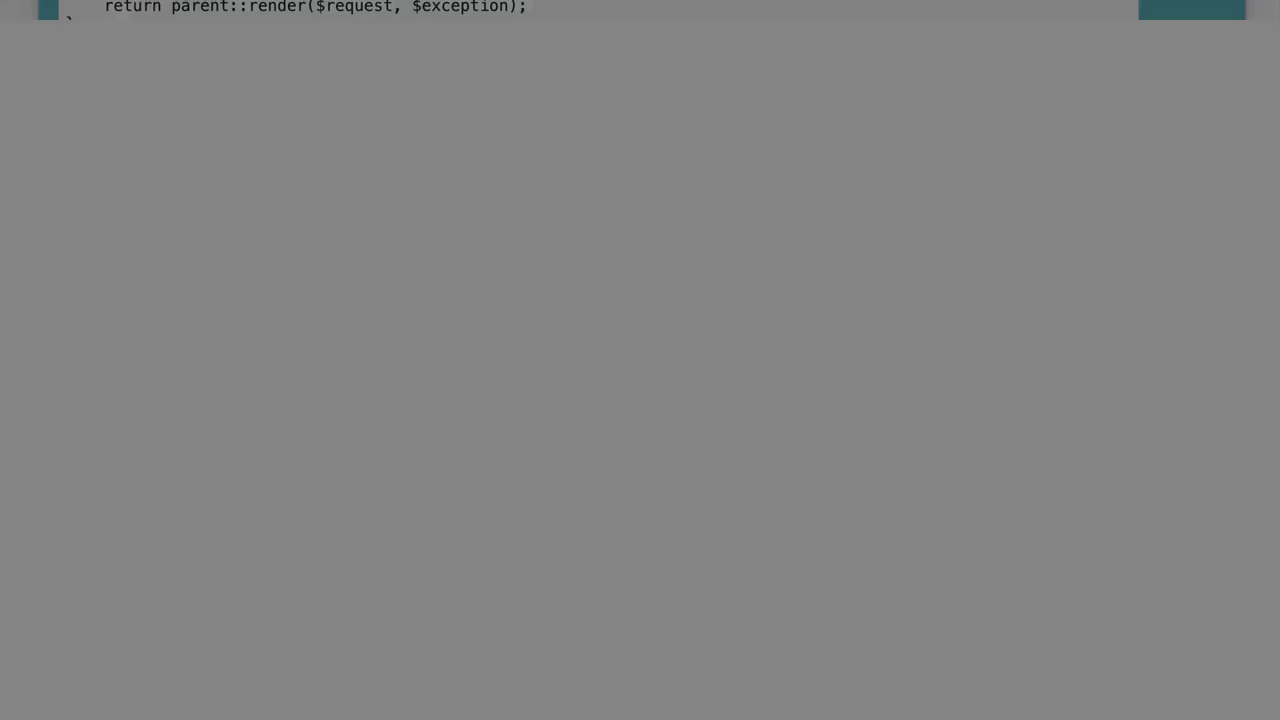 return parent::render($request, $exception);
}